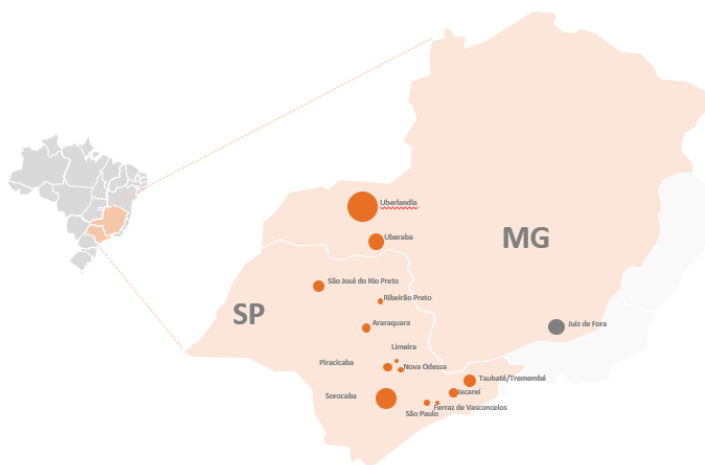 Uberlandia
Uberaba
MG
São José do Rio Preto
Ribeirão Preto
SP
Araraquara
Juiz de Fora
Limeira
Piracicaba
Nova Odessa
Taubaté/Tremembé
Jacareí
Sorocaba
Ferraz de Vasconcelos
São Paulo